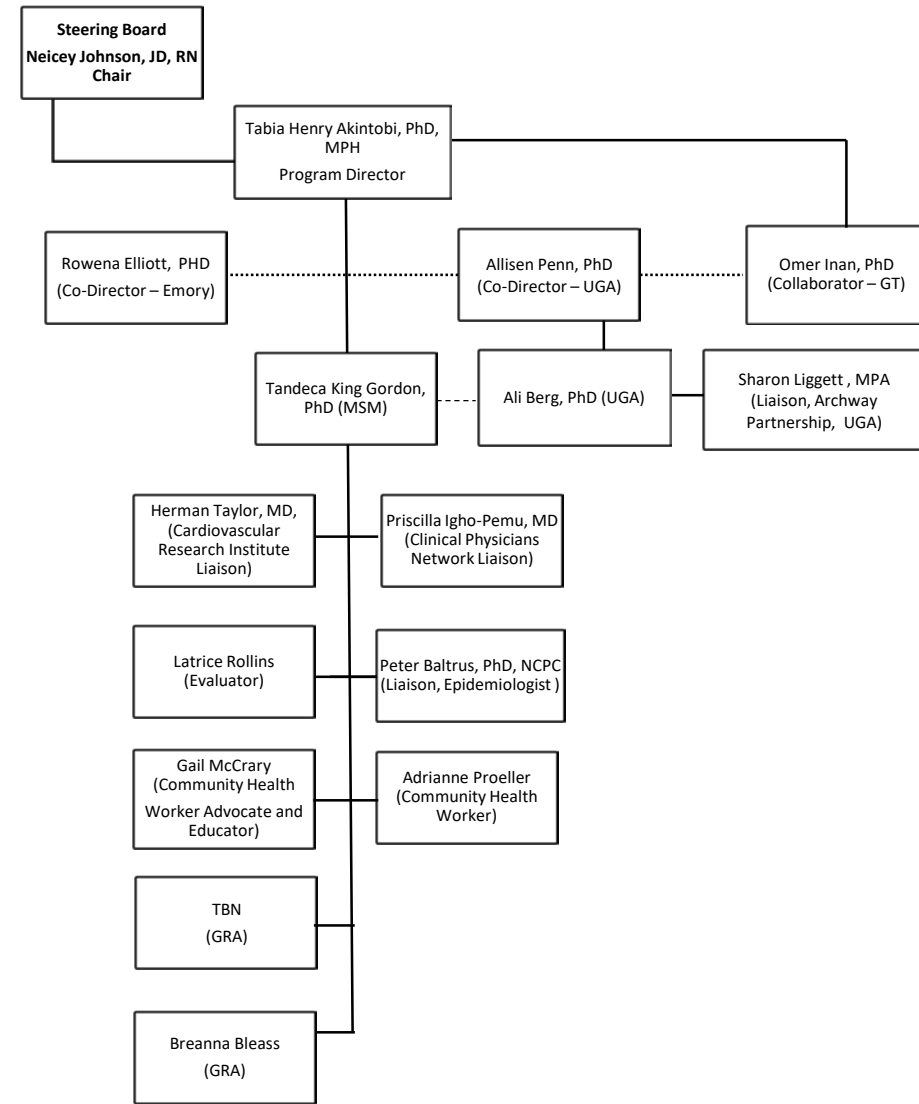 Steering Board
Neicey Johnson, JD, RN
Chair
Tabia Henry Akintobi, PhD,
MPH
Program Director
Rowena Elliott, PHD
(Co-Director – Emory)
Allisen Penn, PhD
(Co-Director – UGA)
Omer Inan, PhD
(Collaborator – GT)
Tandeca King Gordon,
PhD (MSM)
Ali Berg, PhD (UGA)
Sharon Liggett , MPA
(Liaison, Archway
Partnership, UGA)
Herman Taylor, MD,
(Cardiovascular
Research Institute
Liaison)
Priscilla Igho-Pemu, MD
(Clinical Physicians
Network Liaison)
Latrice Rollins
(Evaluator)
Peter Baltrus, PhD, NCPC
(Liaison, Epidemiologist )
Gail McCrary
(Community Health
Worker Advocate and
Educator)
Adrianne Proeller
(Community Health
Worker)
TBN
(GRA)
Breanna Bleass
(GRA)